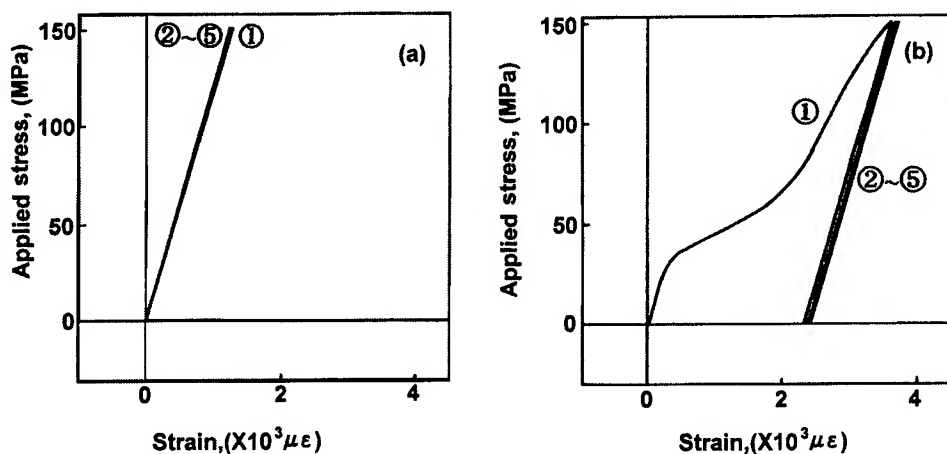 150
②~⑤ ①
(a)
100
50
0
Applied stress, (MPa)
0 2 4
Strain,(X10³με)
150
(b)
①
100
②~⑤
50
0
Applied stress, (MPa)
0 2 4
Strain,(X10³με)